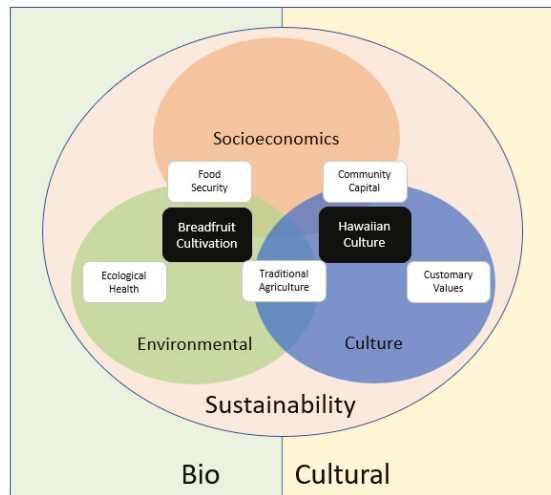 Socioeconomics
Food
Security
Community
Capital
Breadfruit
Cultivation
Hawaiian
Culture
Ecological
Health
Traditional
Agriculture
Customary
Values
Environmental
Culture
Sustainability
Bio
Cultural